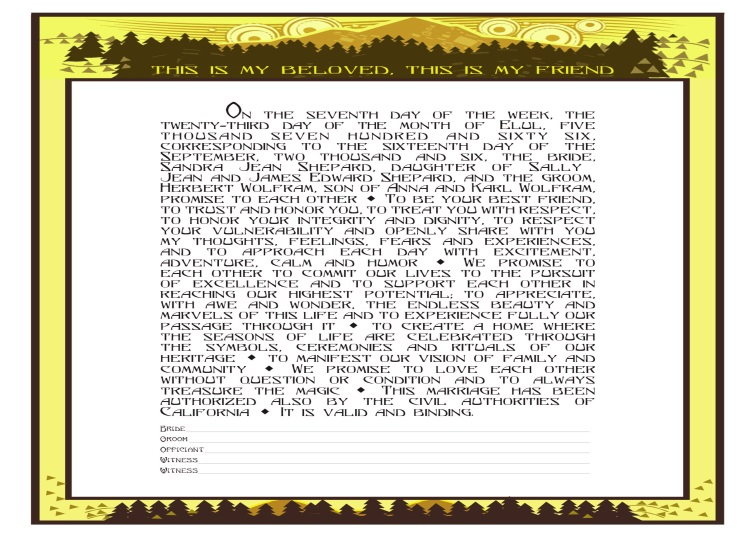 THIS IS MY BELOVED, THIS IS MY FRIEND
ON THE SEVENTH DAY OF THE WEEK, THE
TWENTY-THIRD DAY OF THE MONTH OF ELUL, FIVE
THOUSAND SEVEN HUNDRED AND SIXTY SIX,
CORRESPONDING TO THE SIXTEENTH DAY OF THE
SEPTEMBER, TWO THOUSAND AND SIX, THE BRIDE,
SANDRA JEAN SHEPARD, DAUGHTER OF SALLY
JEAN AND JAMES EDWARD SHEPARD, AND THE GROOM,
HERBERT WOLFRAM, SON OF ANNA AND KARL WOLFRAM,
PROMISE TO EACH OTHER ◆ TO BE YOUR BEST FRIEND,
TO TRUST AND HONOR YOU, TO TREAT YOU WITH RESPECT,
TO HONOR YOUR INTEGRITY AND DIGNITY, TO RESPECT
YOUR VULNERABILITY AND OPENLY SHARE WITH YOU
MY THOUGHTS, FEELINGS, FEARS AND EXPERIENCES,
AND TO APPROACH EACH DAY WITH EXCITEMENT,
ADVENTURE, CALM AND HUMOR ◆ WE PROMISE TO
EACH OTHER TO COMMIT OUR LIVES TO THE PURSUIT
OF EXCELLENCE AND TO SUPPORT EACH OTHER IN
REACHING OUR HIGHEST POTENTIAL; TO APPRECIATE,
WITH AWE AND WONDER, THE ENDLESS BEAUTY AND
MARVELS OF THIS LIFE AND TO EXPERIENCE FULLY OUR
PASSAGE THROUGH IT ◆ TO CREATE A HOME WHERE
THE SEASONS OF LIFE ARE CELEBRATED THROUGH
THE SYMBOLS, CEREMONIES AND RITUALS OF OUR
HERITAGE ◆ TO MANIFEST OUR VISION OF FAMILY AND
COMMUNITY ◆ WE PROMISE TO LOVE EACH OTHER
WITHOUT QUESTION OR CONDITION AND TO ALWAYS
TREASURE THE MAGIC ◆ THIS MARRIAGE HAS BEEN
AUTHORIZED ALSO BY THE CIVIL AUTHORITIES OF
CALIFORNIA ◆ IT IS VALID AND BINDING.
BRIDE
GROOM
OFFICIANT
WITNESS
WITNESS